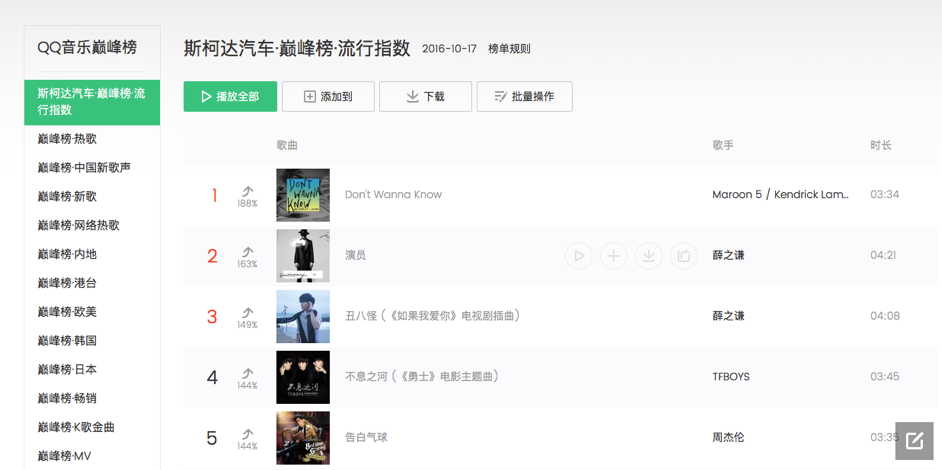 QQ音乐巅峰榜
斯柯达汽车·巅峰榜·流
行指数
巅峰榜·热歌
巅峰榜·中国新歌声
巅峰榜·新歌
巅峰榜·网络热歌
巅峰榜·内地
巅峰榜·港台
巅峰榜·欧美
巅峰榜·韩国
巅峰榜·日本
巅峰榜·畅销
巅峰榜·K歌金曲
巅峰榜·MV
斯柯达汽车·巅峰榜·流行指数 2016-10-17 榜单规则
播放全部 添加到 下载 批量操作
歌曲 歌手 时长
1 188% DON'T WANNA KNOW Don't Wanna Know Maroon 5 / Kendrick Lam... 03:34
2 163% 演员 薛之谦 04:21
3 149% 丑八怪（《如果我爱你》电视剧插曲） 薛之谦 04:08
4 144% 不息之河 TFBOYS 不息之河（《勇士》电影主题曲） TFBOYS 03:45
5 144% 告白气球 周杰伦 03:35